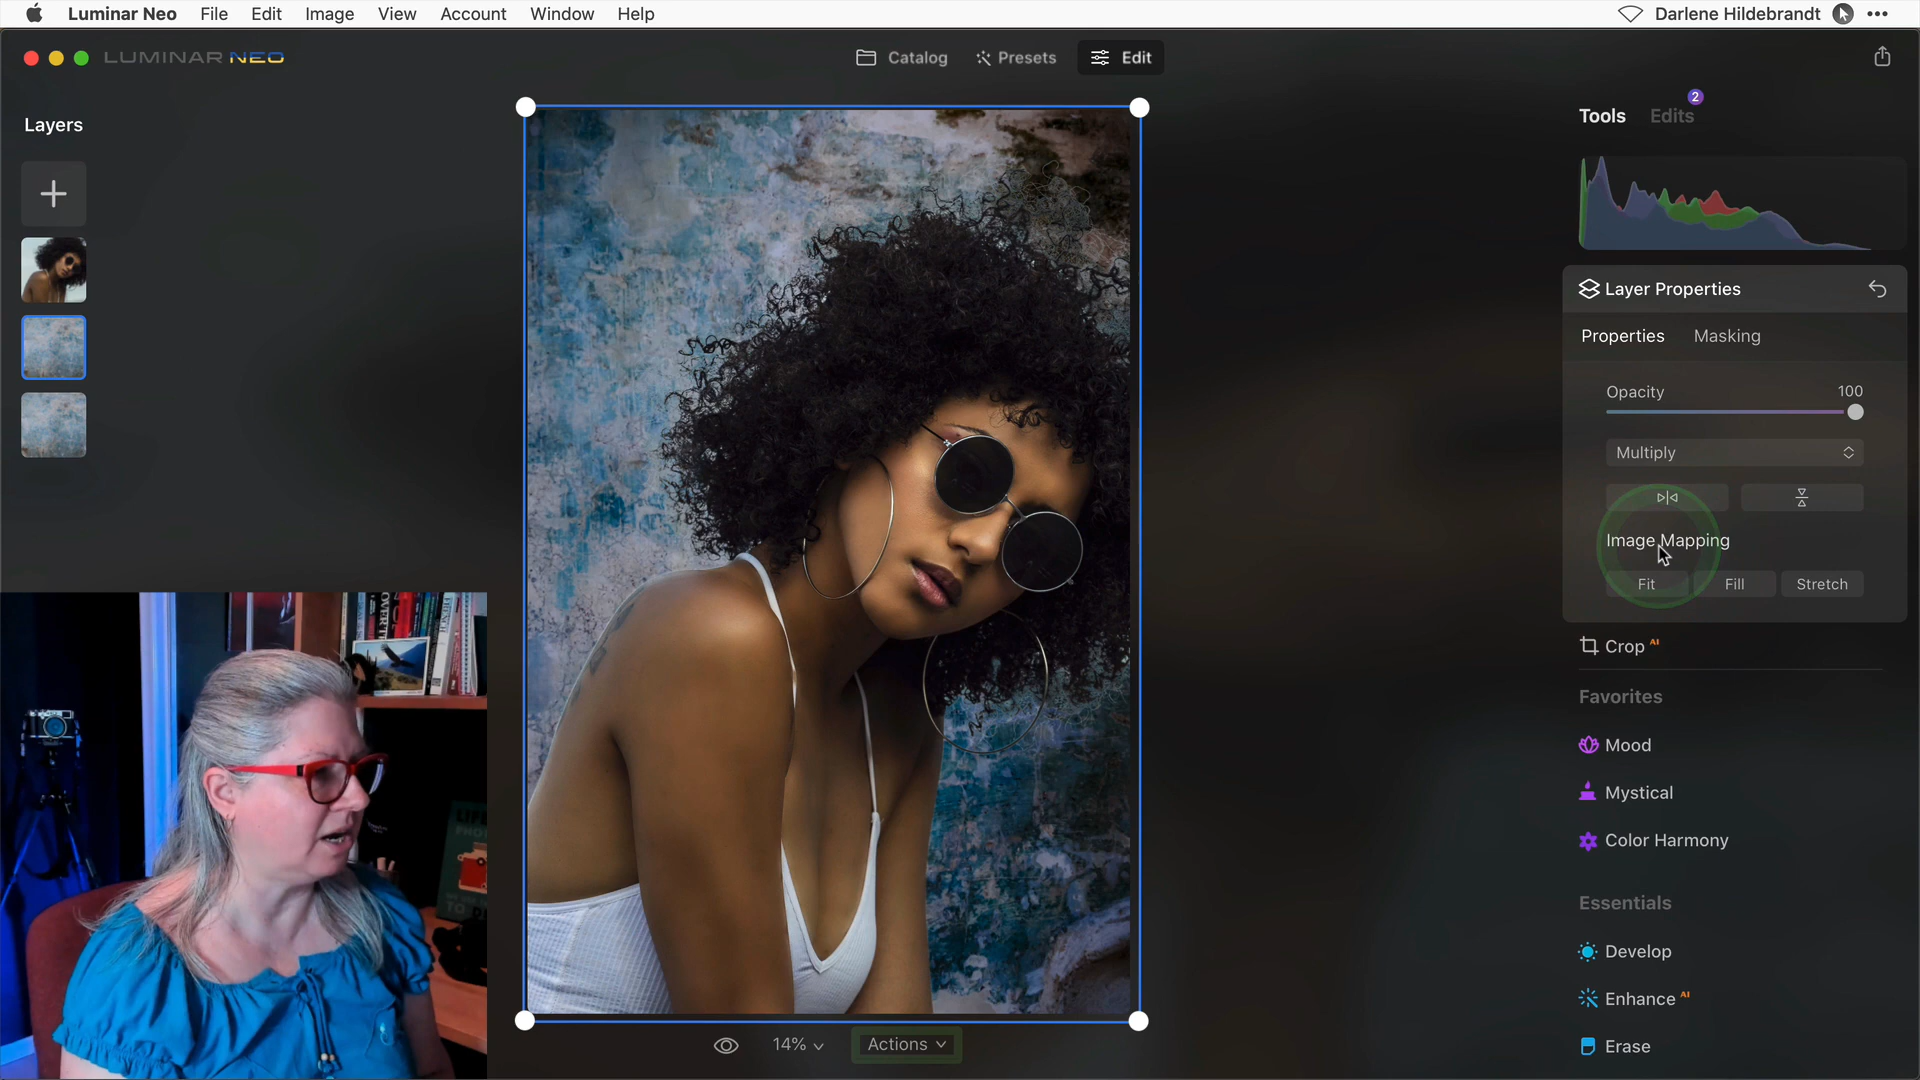 Luminar Neo File Edit Image View Account Window Help Darlene Hildebrandt
LUMINAR NEO Catalog Presets Edit
Layers
2
Tools Edits
Layer Properties
Properties Masking
Opacity 100
Multiply
Image Mapping
Fit Fill Stretch
Crop AI
Favorites
Mood
Mystical
Color Harmony
Essentials
Develop
Enhance AI
Erase
14% Actions